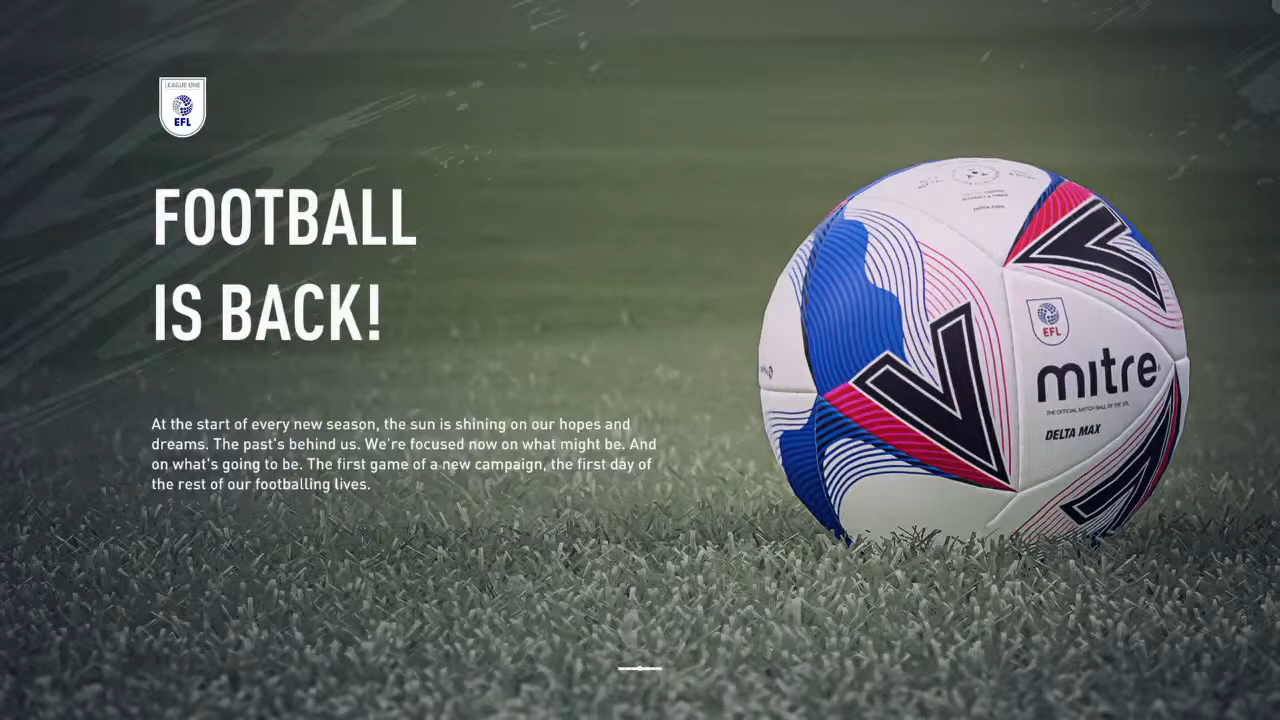 LEAGUE ONE
EFL
FOOTBALL
IS BACK!
At the start of every new season, the sun is shining on our hopes and
dreams. The past's behind us. We're focused now on what might be. And
on what's going to be. The first game of a new campaign, the first day of
the rest of our footballing lives.
EFL
mitre
THE OFFICIAL MATCH BALL OF THE EFL
DELTA MAX